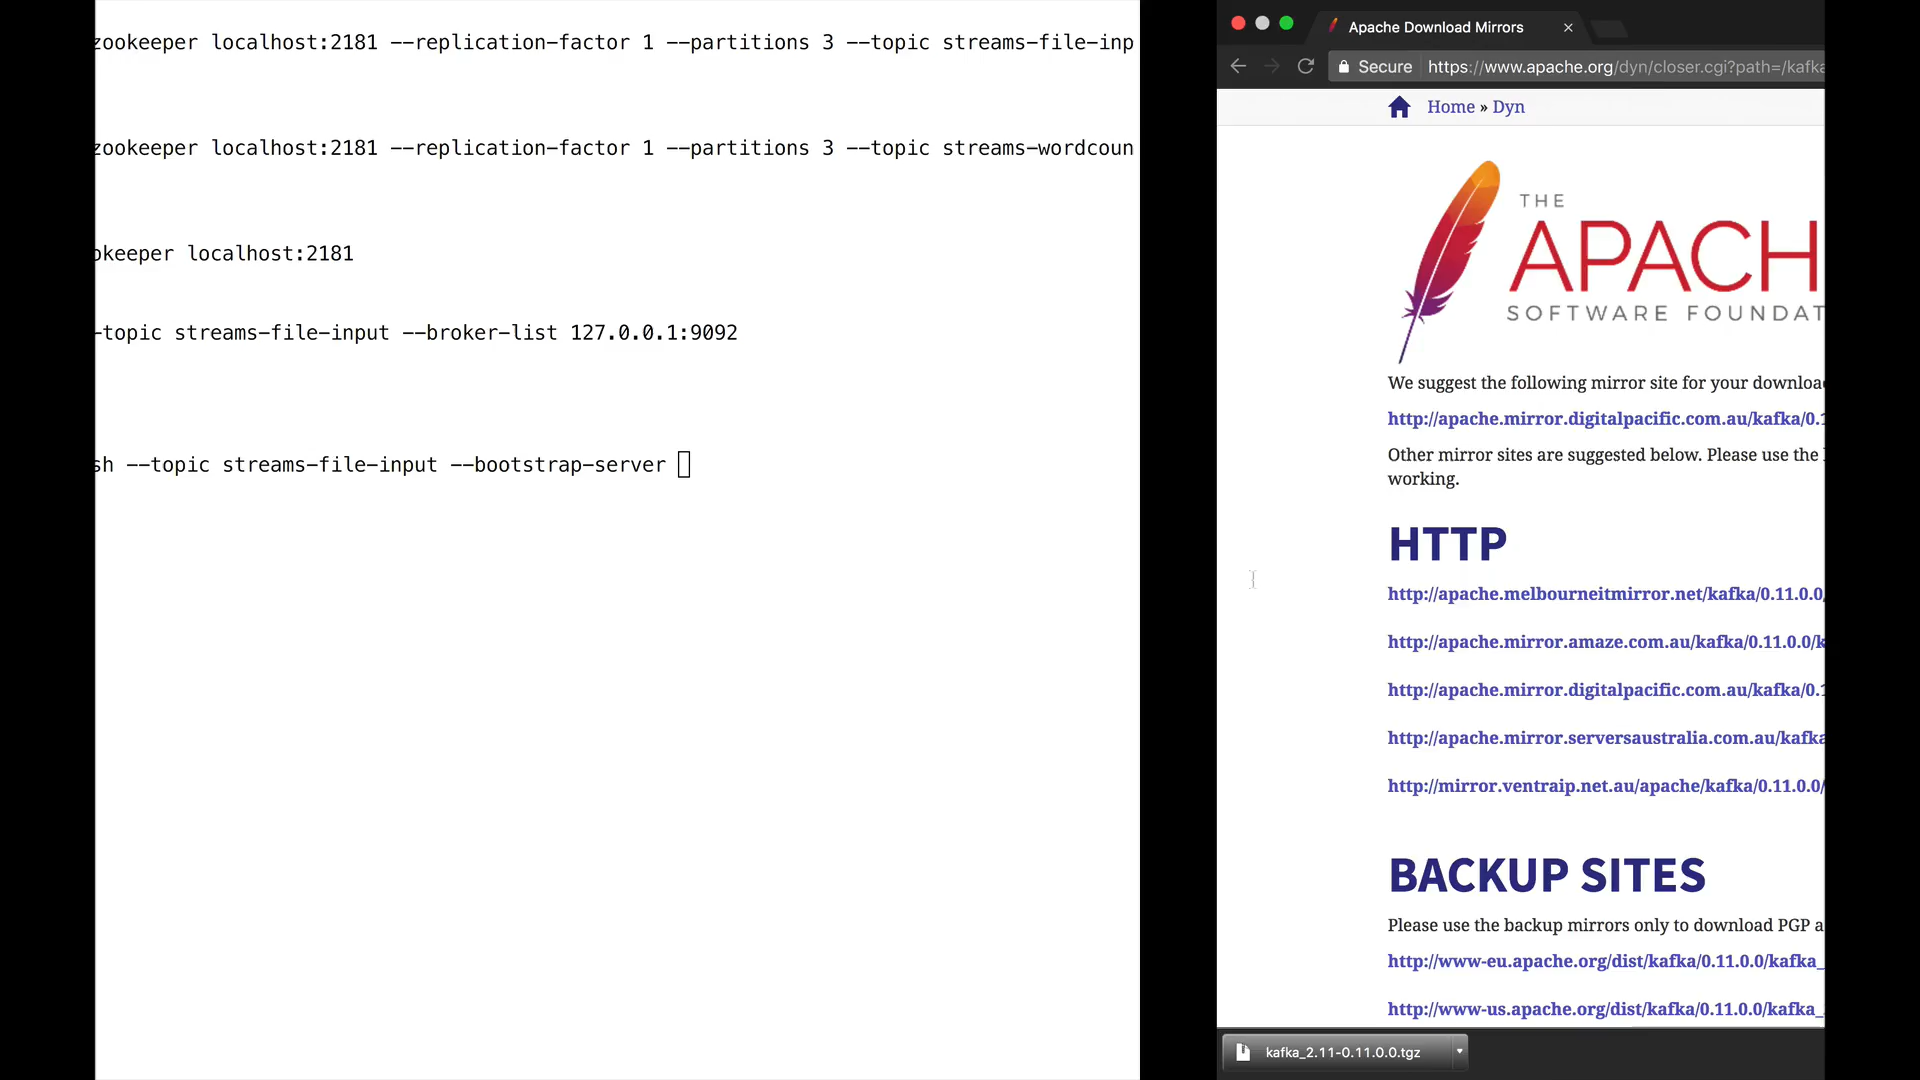 zookeeper localhost:2181 --replication-factor 1 --partitions 3 --topic streams-file-inp
zookeeper localhost:2181 --replication-factor 1 --partitions 3 --topic streams-wordcoun
okeeper localhost:2181
-topic streams-file-input --broker-list 127.0.0.1:9092
sh --topic streams-file-input --bootstrap-server
Apache Download Mirrors
Secure https://www.apache.org/dyn/closer.cgi?path=/kafka
Home » Dyn
THE
APACH
SOFTWARE FOUNDAT
We suggest the following mirror site for your downloa
http://apache.mirror.digitalpacific.com.au/kafka/0.1
Other mirror sites are suggested below. Please use the
working.
HTTP
http://apache.melbourneitmirror.net/kafka/0.11.0.0/
http://apache.mirror.amaze.com.au/kafka/0.11.0.0/k
http://apache.mirror.digitalpacific.com.au/kafka/0.1
http://apache.mirror.serversaustralia.com.au/kafka
http://mirror.ventraip.net.au/apache/kafka/0.11.0.0/
BACKUP SITES
Please use the backup mirrors only to download PGP a
http://www-eu.apache.org/dist/kafka/0.11.0.0/kafka_
http://www-us.apache.org/dist/kafka/0.11.0.0/kafka_
kafka_2.11-0.11.0.0.tgz